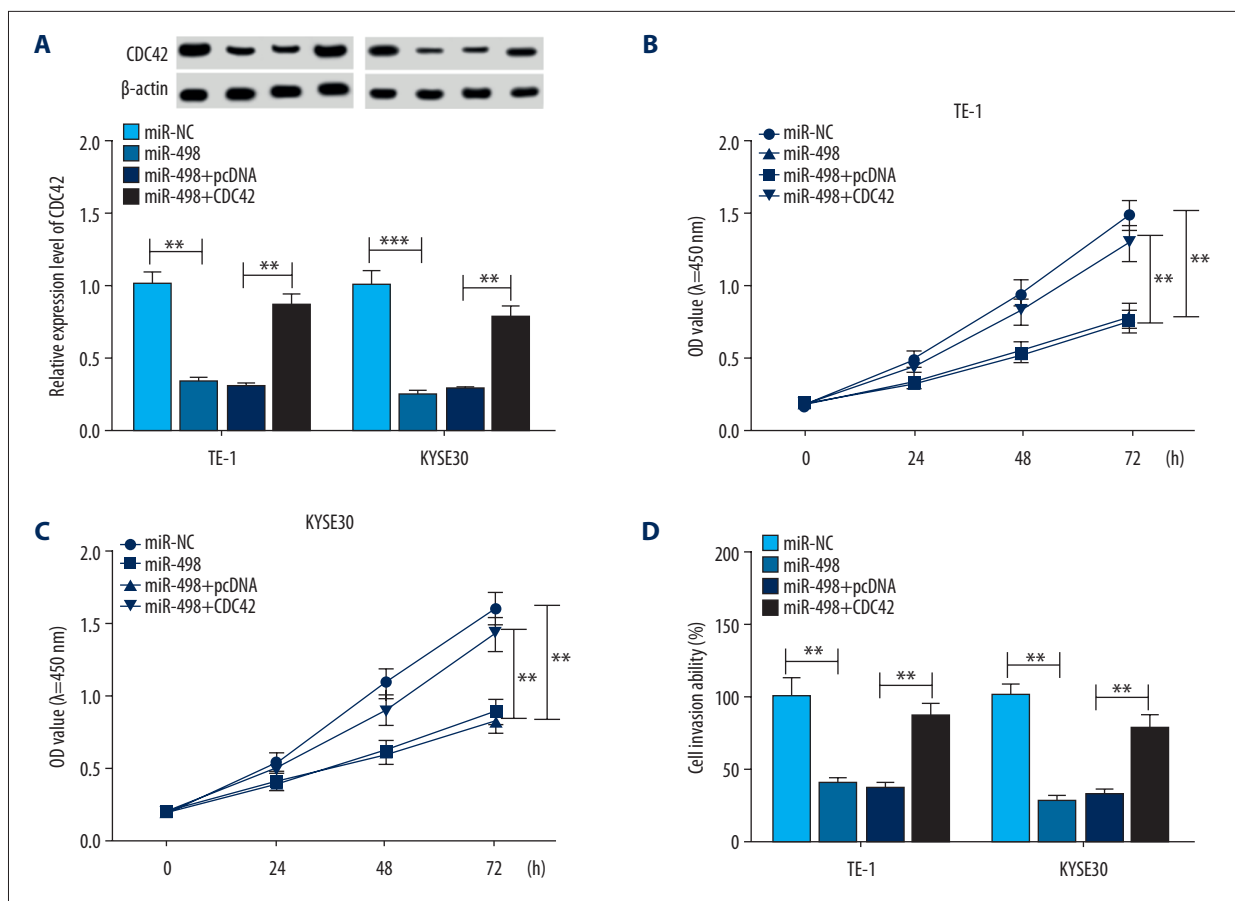 A
CDC42
β-actin
miR-NC
miR-498
miR-498+pcDNA
miR-498+CDC42
Relative expression level of CDC42
2.0
1.5
1.0
0.5
0.0
**
**
***
**
TE-1
KYSE30
B
TE-1
miR-NC
miR-498
miR-498+pcDNA
miR-498+CDC42
OD value (λ=450 nm)
2.0
1.5
1.0
0.5
0.0
**
**
0 24 48 72 (h)
C
KYSE30
miR-NC
miR-498
miR-498+pcDNA
miR-498+CDC42
OD value (λ=450 nm)
2.0
1.5
1.0
0.5
0.0
**
**
0 24 48 72 (h)
D
miR-NC
miR-498
miR-498+pcDNA
miR-498+CDC42
Cell invasion ability (%)
200
150
100
50
0
**
**
**
**
TE-1
KYSE30